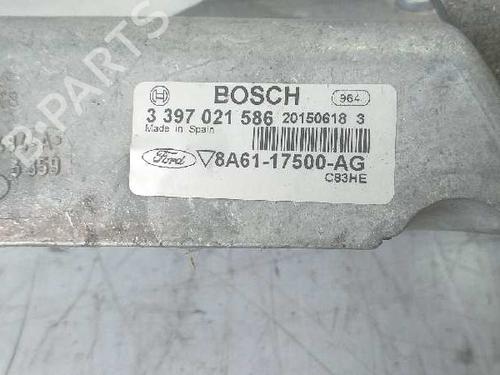 BOSCH 964
3 397 021 586 20150618 3
Made in Spain
Ford 8A61-17500-AG
C83HE
B-PARTS